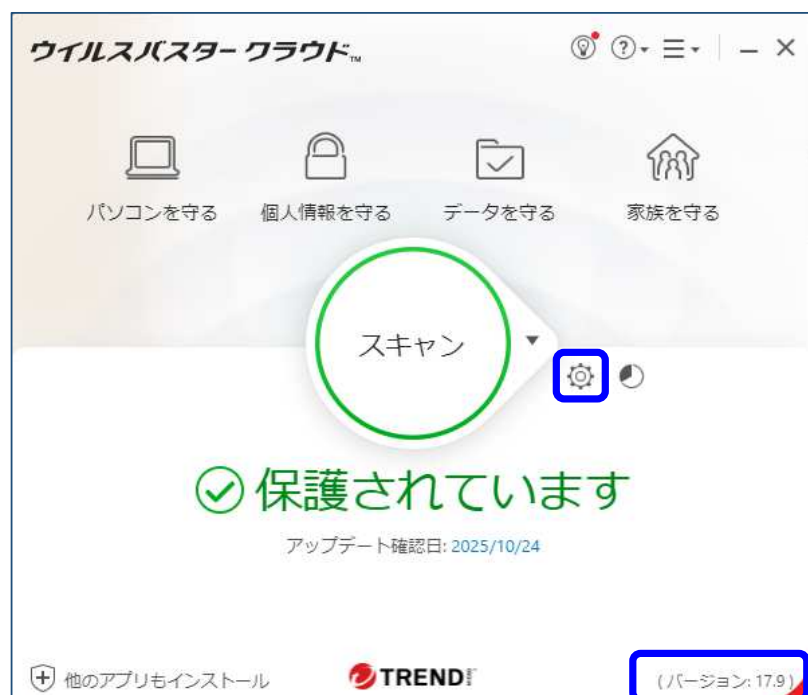 ウイルスバスター クラウド™
パソコンを守る
個人情報を守る
データを守る
家族を守る
スキャン
保護されています
アップデート確認日: 2025/10/24
他のアプリもインストール
TREND
(バージョン: 17.9)